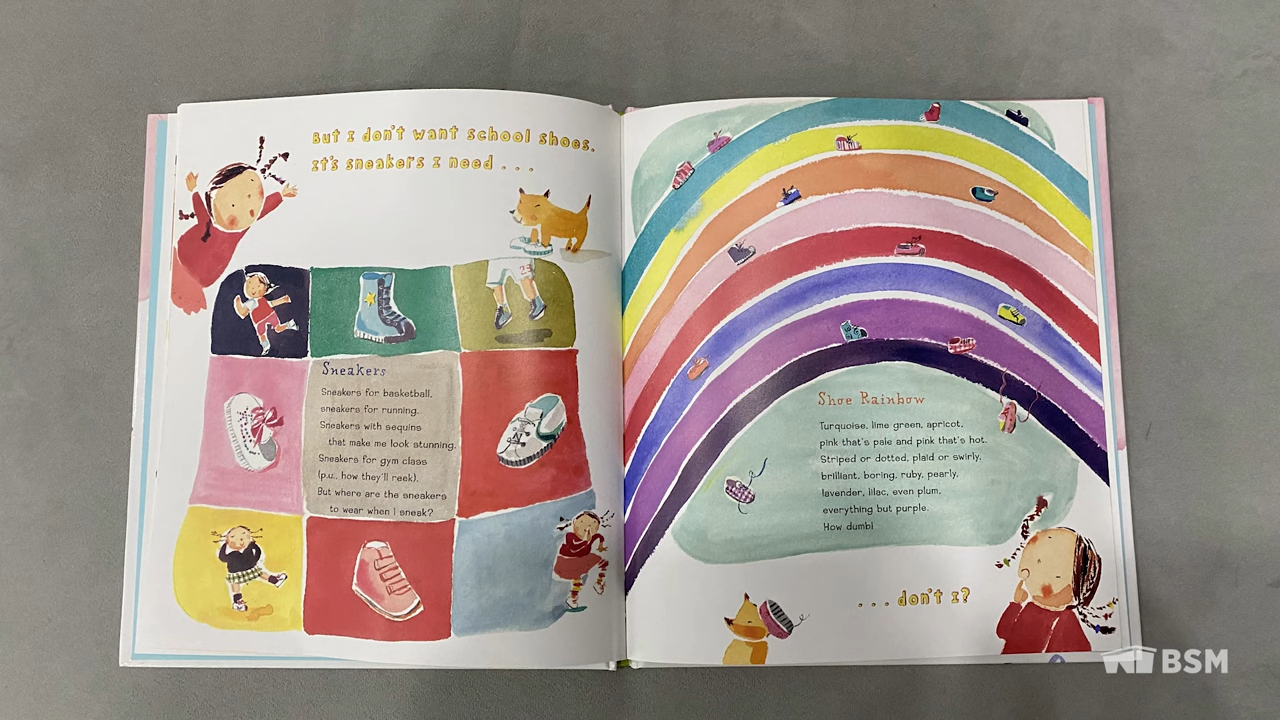 But I don't want school shoes.
It's sneakers I need . . .
23
Sneakers
Sneakers for basketball,
sneakers for running.
Sneakers with sequins
that make me look stunning.
Sneakers for gym class
(p.u., how they'll reek).
But where are the sneakers
to wear when I sneak?
Shoe Rainbow
Turquoise, lime green, apricot,
pink that's pale and pink that's hot.
Striped or dotted, plaid or swirly,
brilliant, boring, ruby, pearly,
lavender, lilac, even plum,
everything but purple.
How dumb!
. . . don't I?
BSM